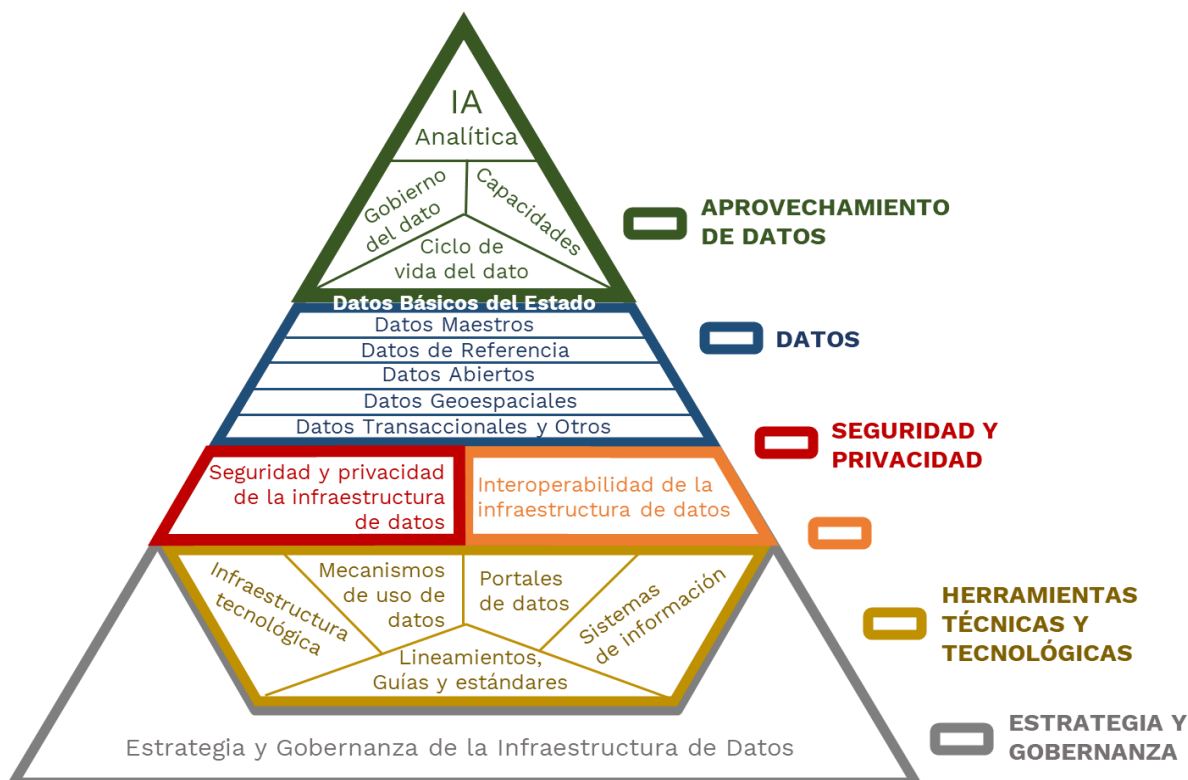 IA
Analítica
Gobierno
del dato
Capacidades
Ciclo de
vida del dato
APROVECHAMIENTO
DE DATOS
Datos Básicos del Estado
Datos Maestros
Datos de Referencia
Datos Abiertos
Datos Geoespaciales
Datos Transaccionales y Otros
DATOS
Seguridad y privacidad
de la infraestructura
de datos
Interoperabilidad de la
infraestructura de datos
SEGURIDAD Y
PRIVACIDAD
Infraestructura
tecnológica
Mecanismos
de uso de
datos
Portales
de datos
Sistemas
de información
Lineamientos,
Guías y estándares
HERRAMIENTAS
TÉCNICAS Y
TECNOLÓGICAS
Estrategia y Gobernanza de la Infraestructura de Datos
ESTRATEGIA Y
GOBERNANZA